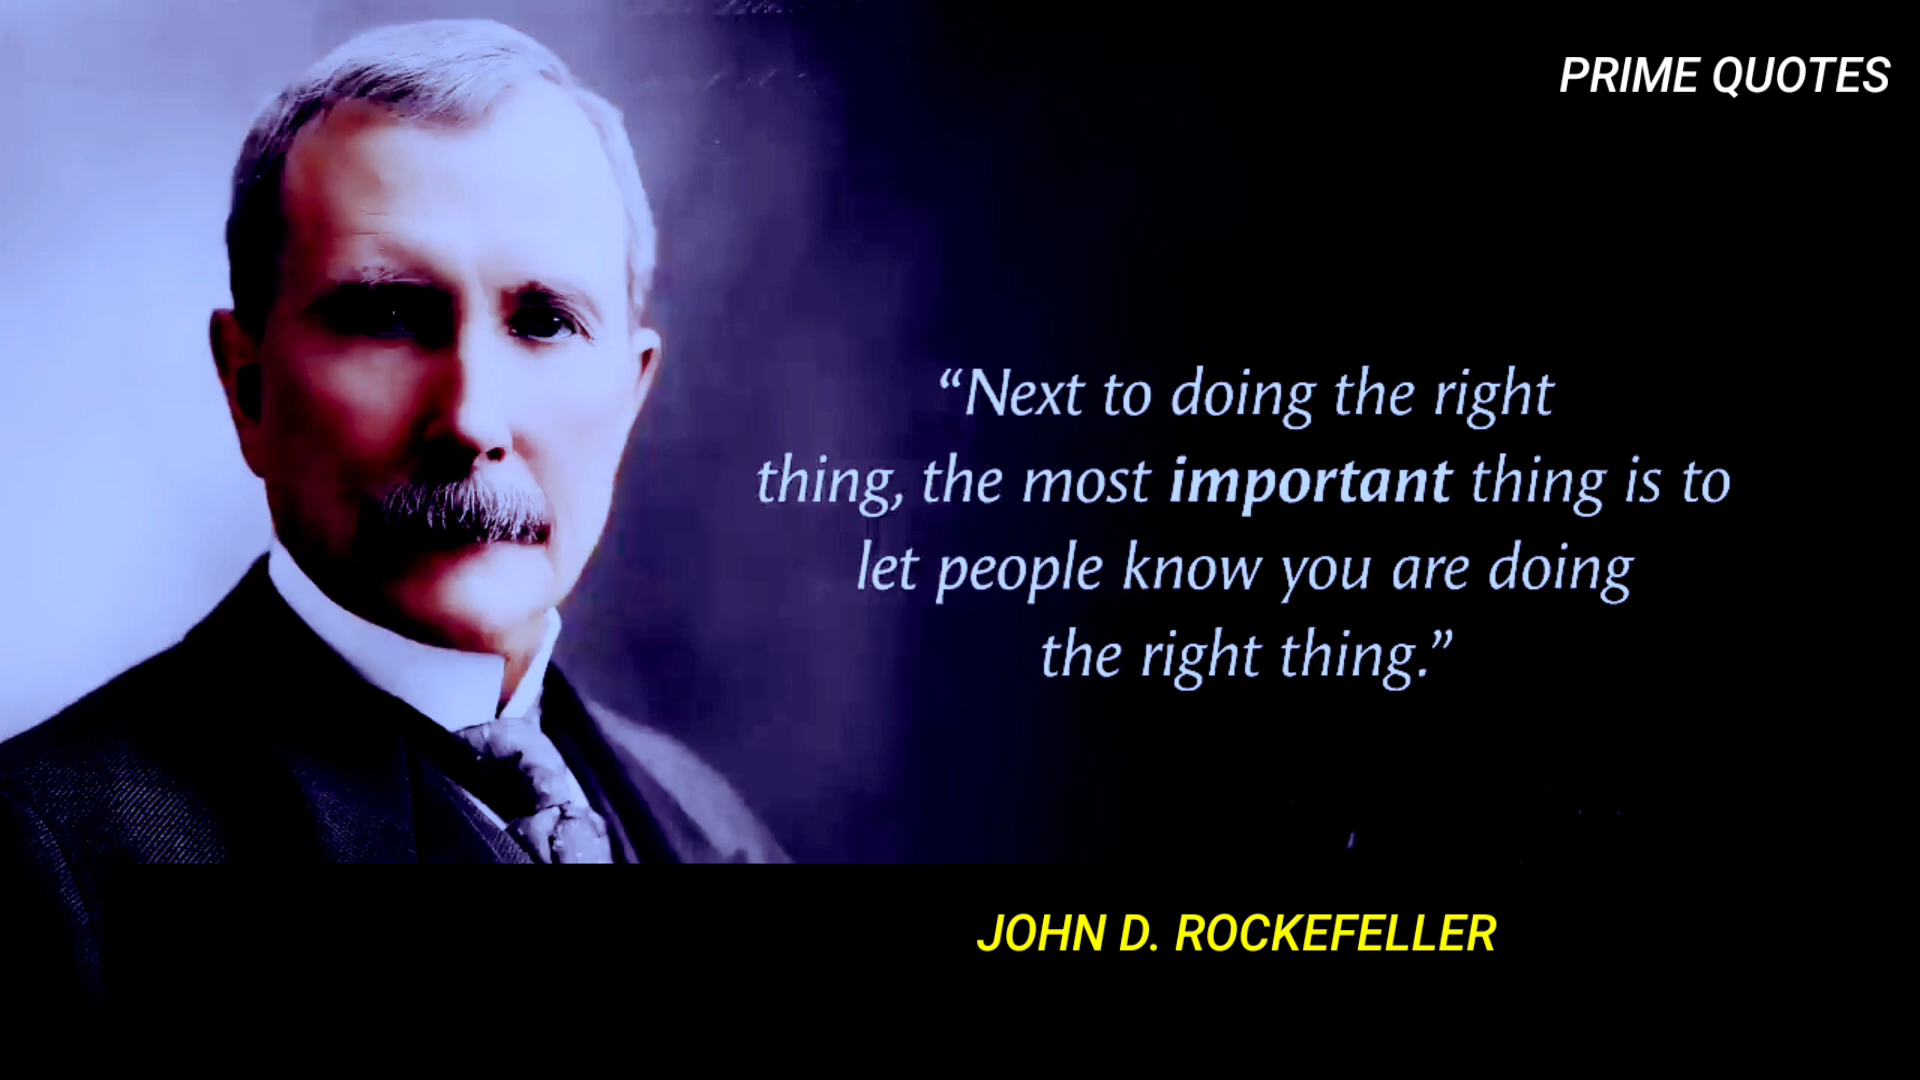 PRIME QUOTES
“Next to doing the right
thing, the most important thing is to
let people know you are doing
the right thing.”
JOHN D. ROCKEFELLER